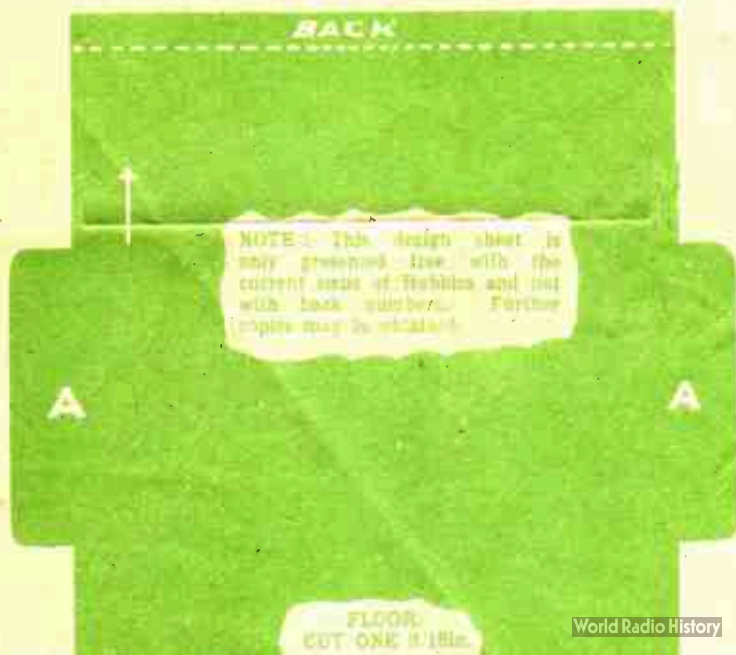 BACK
NOTE : This design sheet is
only presented free with the
current issue of Hobbies and not
with back numbers. Further
copies may be obtained
A
A
FLOOR.
CUT ONE
World Radio History